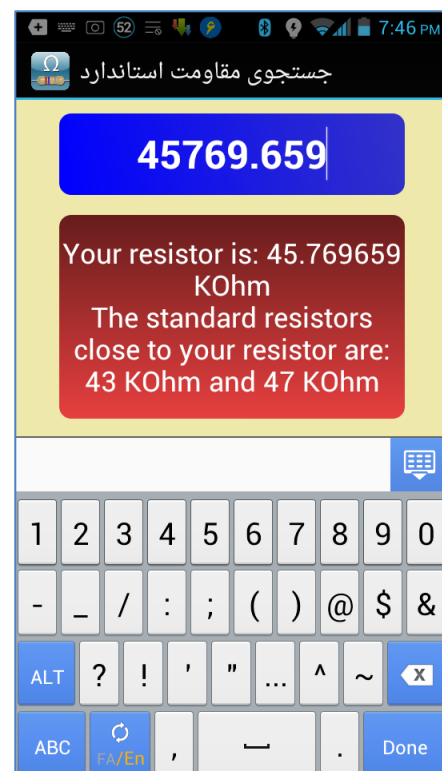 52 7:46 PM
جستجوی مقاومت استاندارد
45769.659
Your resistor is: 45.769659
KOhm
The standard resistors
close to your resistor are:
43 KOhm and 47 KOhm
1 2 3 4 5 6 7 8 9 0
- _ / : ; ( ) @ $ &
ALT ? ! ' " ... ^ ~ X
ABC FA/En , . Done